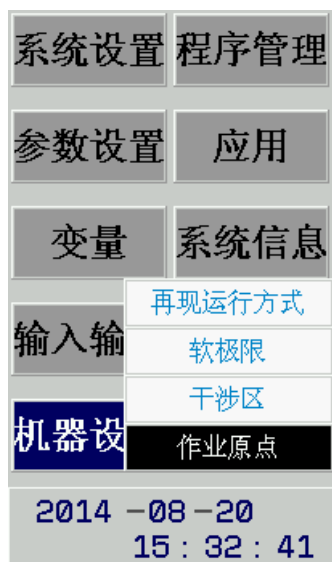 系统设置 程序管理
参数设置 应用
变量 系统信息
再现运行方式
输入输
软极限
干涉区
机器设
作业原点
2014-08-20
15:32:41